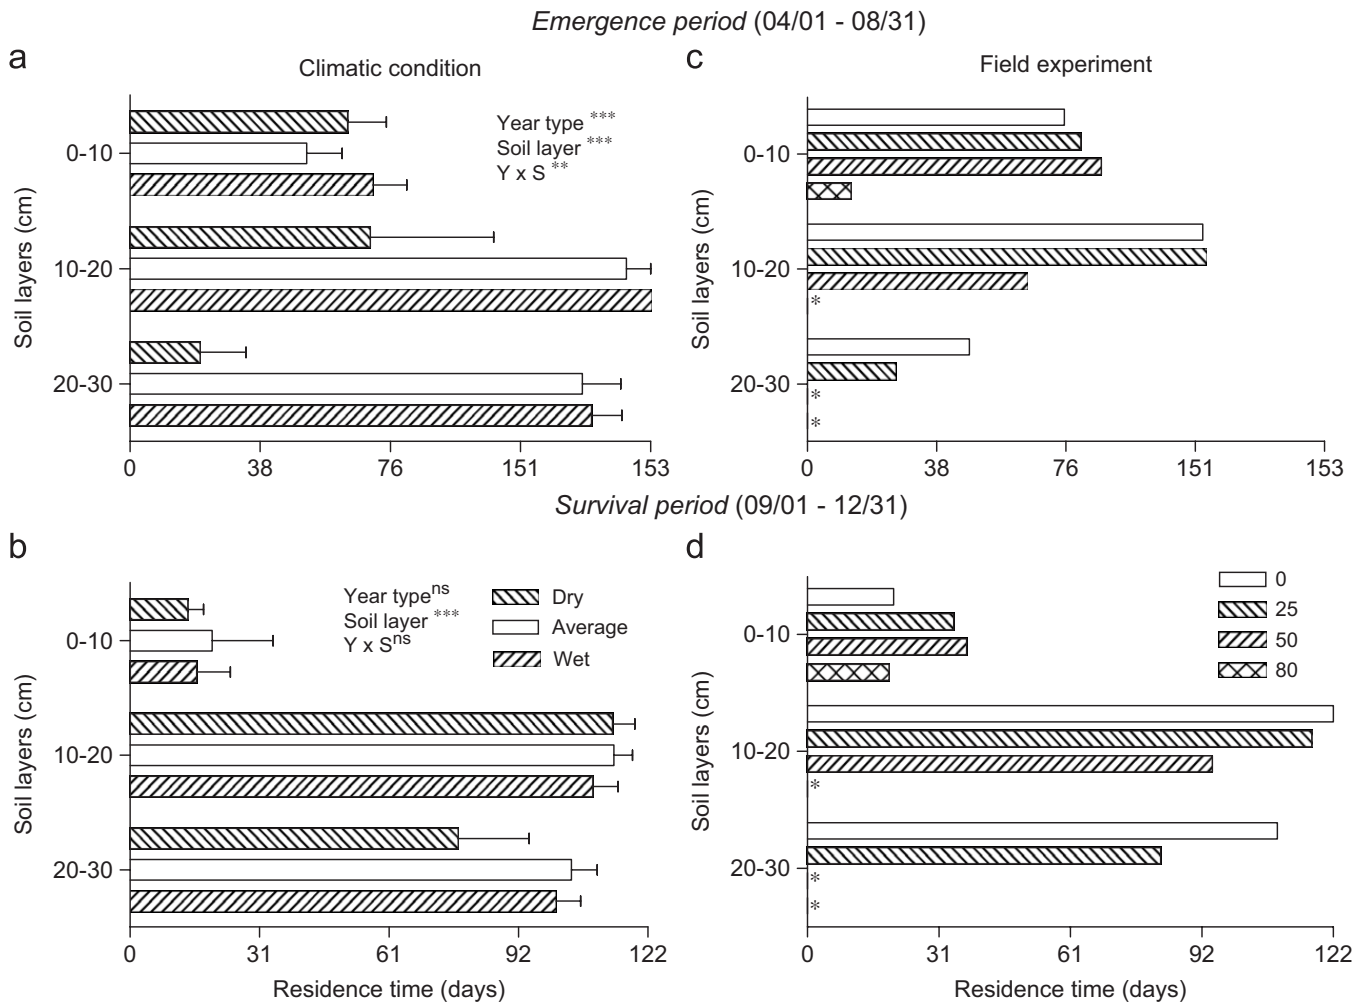 Emergence period (04/01 - 08/31)
a
Climatic condition
Year type ***
Soil layer ***
Y x S **
Soil layers (cm)
0-10
10-20
20-30
0 38 76 151 153
c
Field experiment
Soil layers (cm)
0-10
10-20
*
20-30
*
*
0 38 76 151 153
Survival period (09/01 - 12/31)
b
Year type ns
Soil layer ***
Y x S ns
Dry
Average
Wet
Soil layers (cm)
0-10
10-20
20-30
0 31 61 92 122
Residence time (days)
d
0
25
50
80
Soil layers (cm)
0-10
10-20
*
20-30
*
*
0 31 61 92 122
Residence time (days)